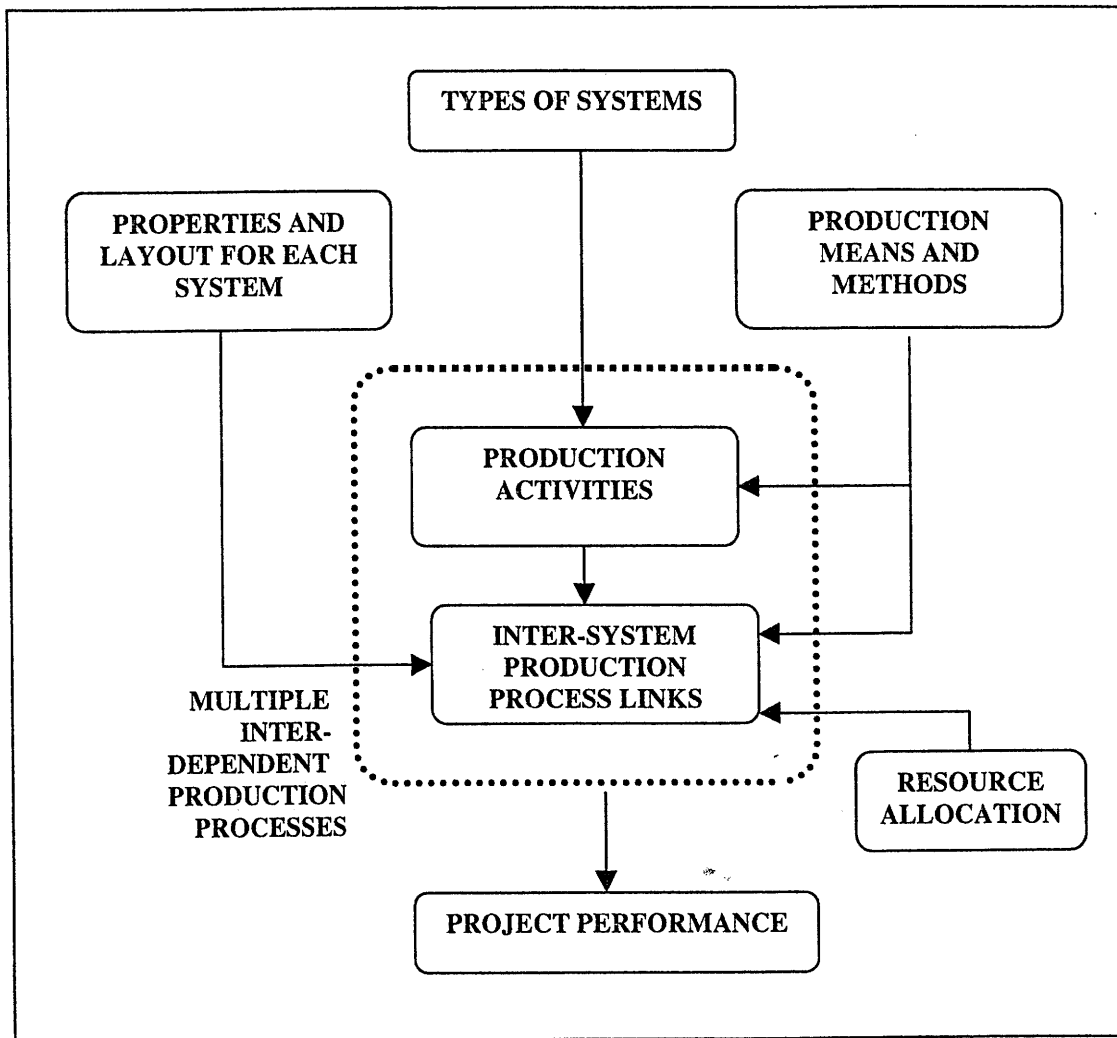 TYPES OF SYSTEMS
PROPERTIES AND
LAYOUT FOR EACH
SYSTEM
PRODUCTION
MEANS AND
METHODS
PRODUCTION
ACTIVITIES
INTER-SYSTEM
PRODUCTION
PROCESS LINKS
MULTIPLE
INTER-
DEPENDENT
PRODUCTION
PROCESSES
RESOURCE
ALLOCATION
PROJECT PERFORMANCE